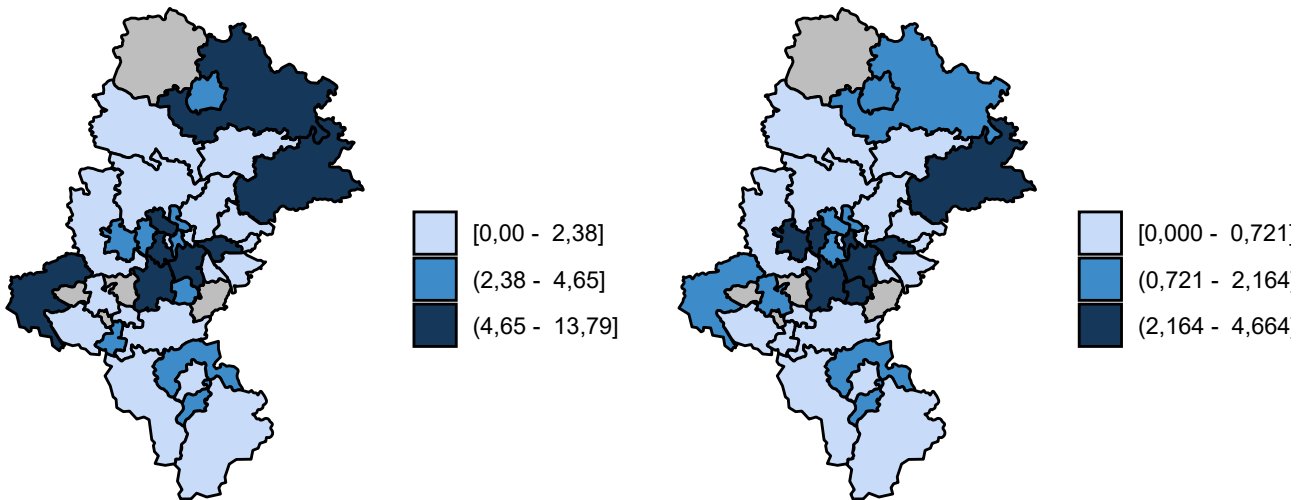 [0,00 - 2,38]
(2,38 - 4,65]
(4,65 - 13,79]
[0,000 - 0,721]
(0,721 - 2,164]
(2,164 - 4,664]